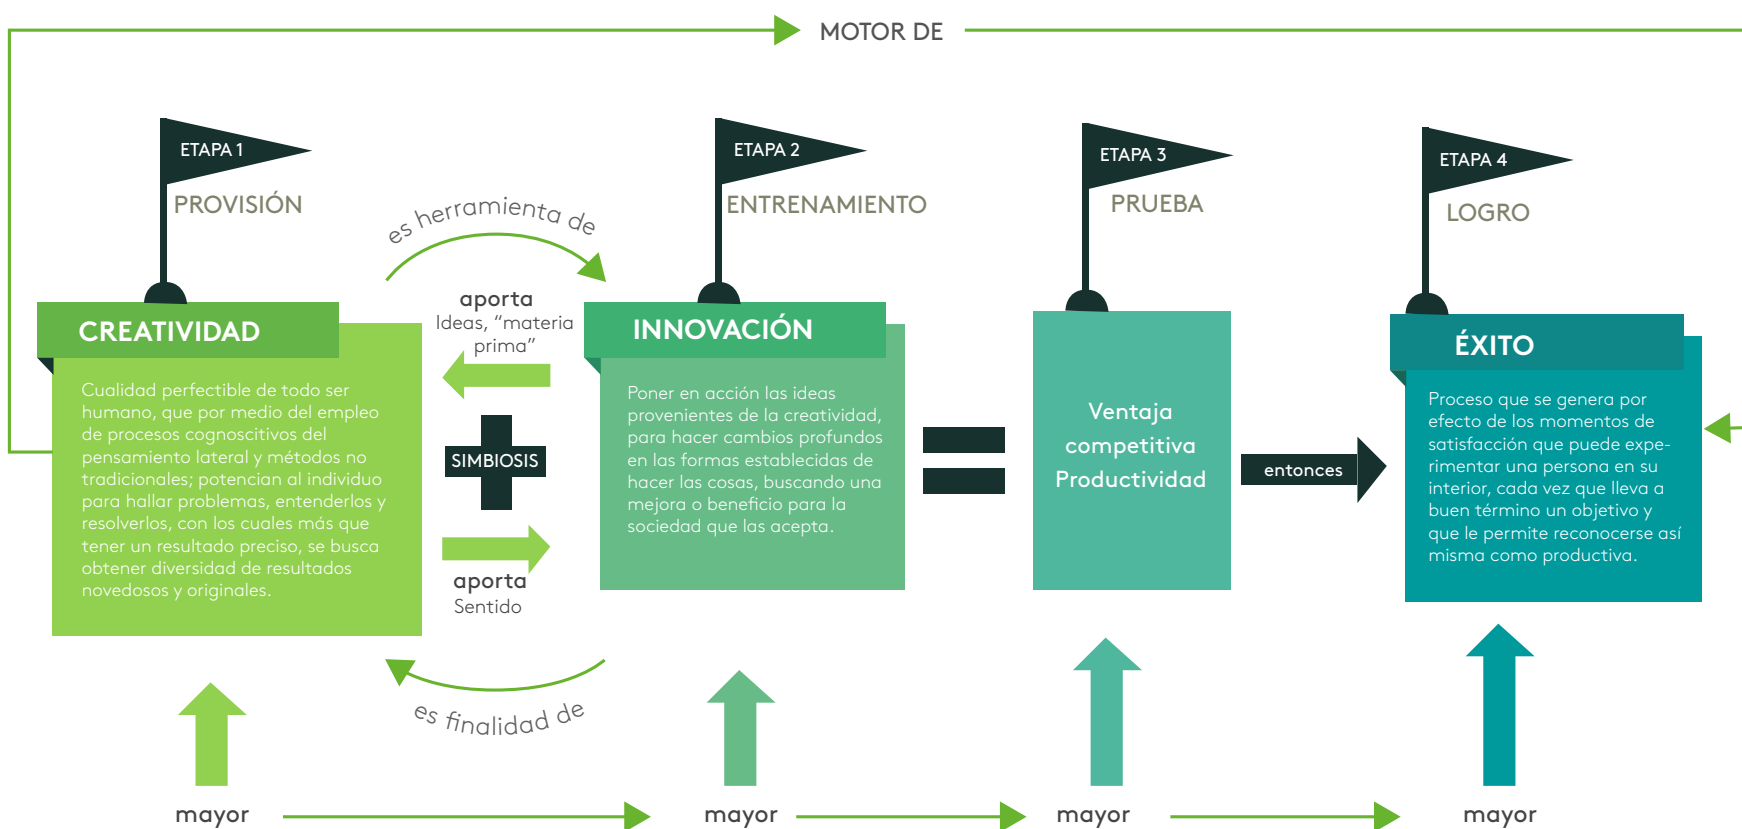 MOTOR DE
ETAPA 1
PROVISIÓN
ETAPA 2
ENTRENAMIENTO
ETAPA 3
PRUEBA
ETAPA 4
LOGRO
es herramienta de
CREATIVIDAD
Cualidad perfectible de todo ser
humano, que por medio del empleo
de procesos cognoscitivos del
pensamiento lateral y métodos no
tradicionales; potencian al individuo
para hallar problemas, entenderlos y
resolverlos, con los cuales más que
tener un resultado preciso, se busca
obtener diversidad de resultados
novedosos y originales.
aporta
Ideas, “materia
prima”
SIMBIOSIS
aporta
Sentido
es finalidad de
INNOVACIÓN
Poner en acción las ideas
provenientes de la creatividad,
para hacer cambios profundos
en las formas establecidas de
hacer las cosas, buscando una
mejora o beneficio para la
sociedad que las acepta.
Ventaja
competitiva
Productividad
entonces
ÉXITO
Proceso que se genera por
efecto de los momentos de
satisfacción que puede expe-
rimentar una persona en su
interior, cada vez que lleva a
buen término un objetivo y
que le permite reconocerse así
misma como productiva.
mayor
mayor
mayor
mayor